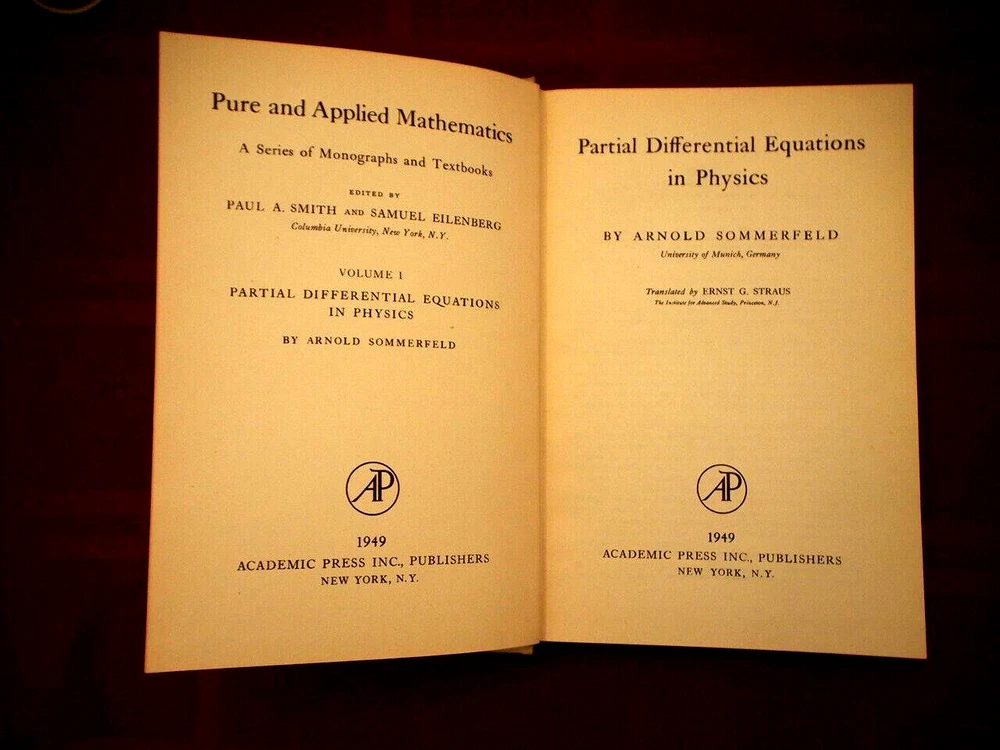 Pure and Applied Mathematics
A Series of Monographs and Textbooks
EDITED BY
PAUL A. SMITH AND SAMUEL EILENBERG
Columbia University, New York, N.Y.
VOLUME I
PARTIAL DIFFERENTIAL EQUATIONS
IN PHYSICS
BY ARNOLD SOMMERFELD
AP
1949
ACADEMIC PRESS INC., PUBLISHERS
NEW YORK, N.Y.
Partial Differential Equations
in Physics
BY ARNOLD SOMMERFELD
University of Munich, Germany
Translated by ERNST G. STRAUS
The Institute for Advanced Study, Princeton, N.J.
AP
1949
ACADEMIC PRESS INC., PUBLISHERS
NEW YORK, N.Y.